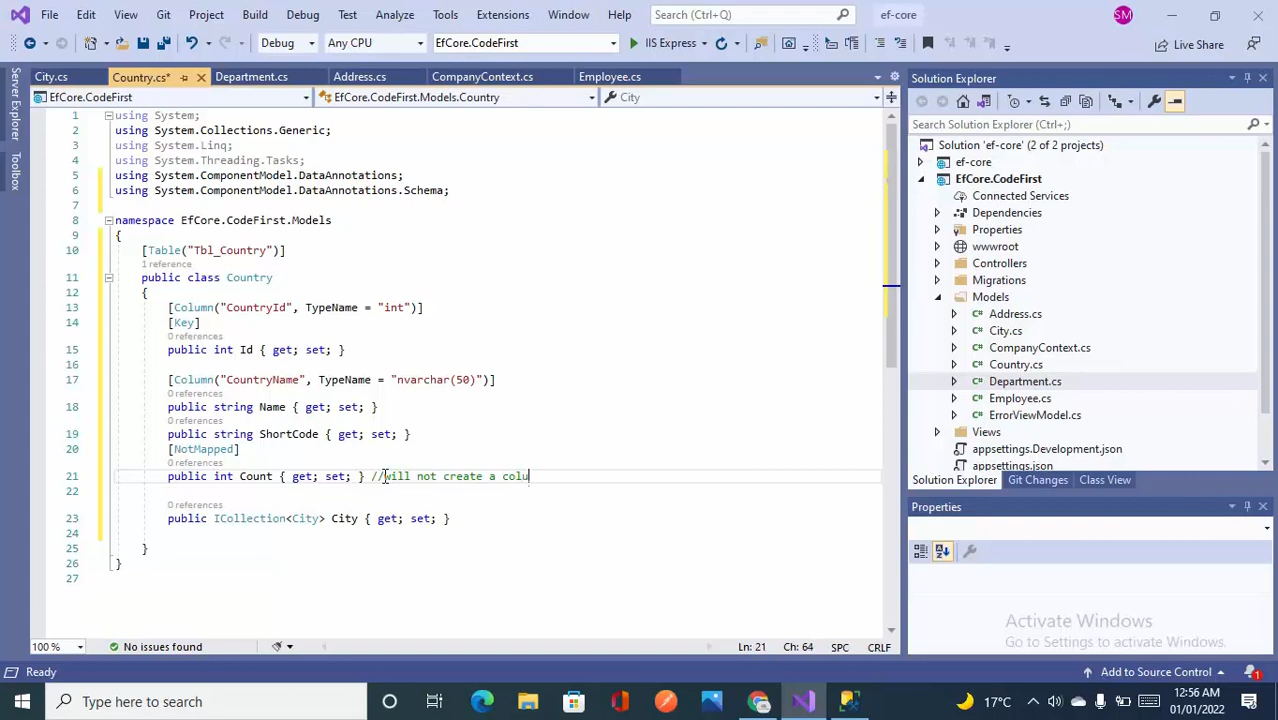 File Edit View Git Project Build Debug Test Analyze Tools Extensions Window Help Search (Ctrl+Q) ef-core SM
Debug Any CPU EfCore.CodeFirst IIS Express Live Share
Server Explorer
Toolbox
City.cs Country.cs* Department.cs Address.cs CompanyContext.cs Employee.cs
EfCore.CodeFirst EfCore.CodeFirst.Models.Country City
1 using System;
2 using System.Collections.Generic;
3 using System.Linq;
4 using System.Threading.Tasks;
5 using System.ComponentModel.DataAnnotations;
6 using System.ComponentModel.DataAnnotations.Schema;
7
8 namespace EfCore.CodeFirst.Models
9 {
10 [Table("Tbl_Country")]
1 reference
11 public class Country
12 {
13 [Column("CountryId", TypeName = "int")]
14 [Key]
0 references
15 public int Id { get; set; }
16
17 [Column("CountryName", TypeName = "nvarchar(50)")]
0 references
18 public string Name { get; set; }
0 references
19 public string ShortCode { get; set; }
20 [NotMapped]
0 references
21 public int Count { get; set; } //will not create a colu
22
0 references
23 public ICollection<City> City { get; set; }
24
25 }
26 }
27
100 % No issues found Ln: 21 Ch: 64 SPC CRLF
Solution Explorer
Search Solution Explorer (Ctrl+;)
Solution 'ef-core' (2 of 2 projects)
ef-core
EfCore.CodeFirst
Connected Services
Dependencies
Properties
wwwroot
Controllers
Migrations
Models
C# Address.cs
C# City.cs
C# CompanyContext.cs
C# Country.cs
C# Department.cs
C# Employee.cs
C# ErrorViewModel.cs
Views
appsettings.Development.json
appsettings.json
Solution Explorer Git Changes Class View
Properties
Activate Windows
Go to Settings to activate Windows.
Ready Add to Source Control 1
Type here to search 17°C 12:56 AM
01/01/2022